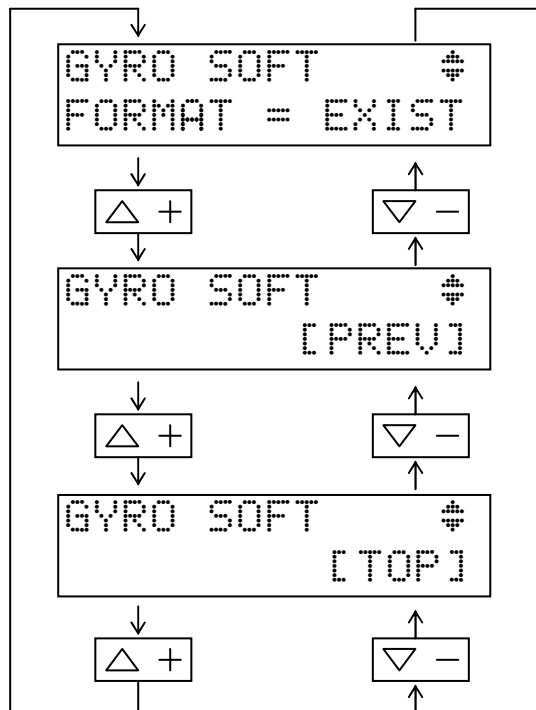 GYRO SOFT
FORMAT = EXIST
△ + ▽ −
GYRO SOFT
[PREV]
△ + ▽ −
GYRO SOFT
[TOP]
△ + ▽ −